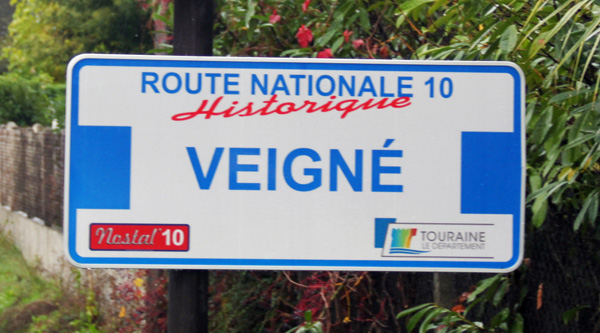 ROUTE NATIONALE 10
Historique
VEIGNÉ
Nostal'10
TOURAINE
LE DÉPARTEMENT